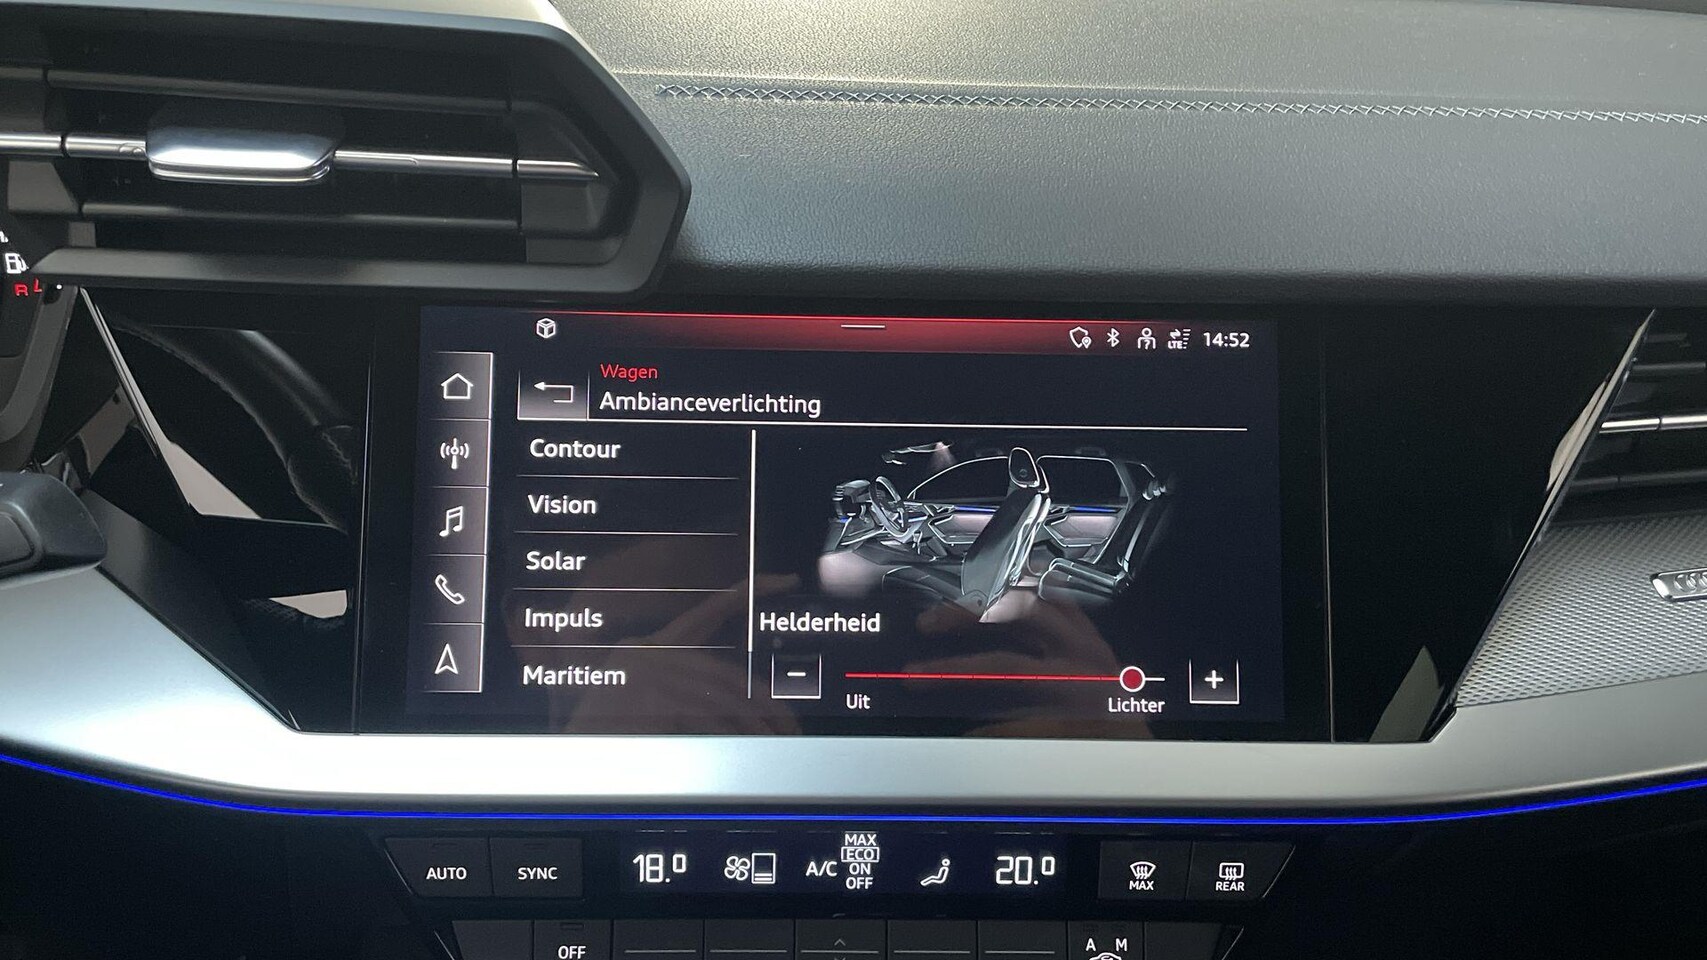 R
LTE
14:52
Wagen
Ambianceverlichting
Contour
Vision
Solar
Impuls
Maritiem
Helderheid
Uit
Lichter
AUTO
SYNC
18.0
A/C
MAX
ECO
ON
OFF
20.0
MAX
REAR
OFF
A M